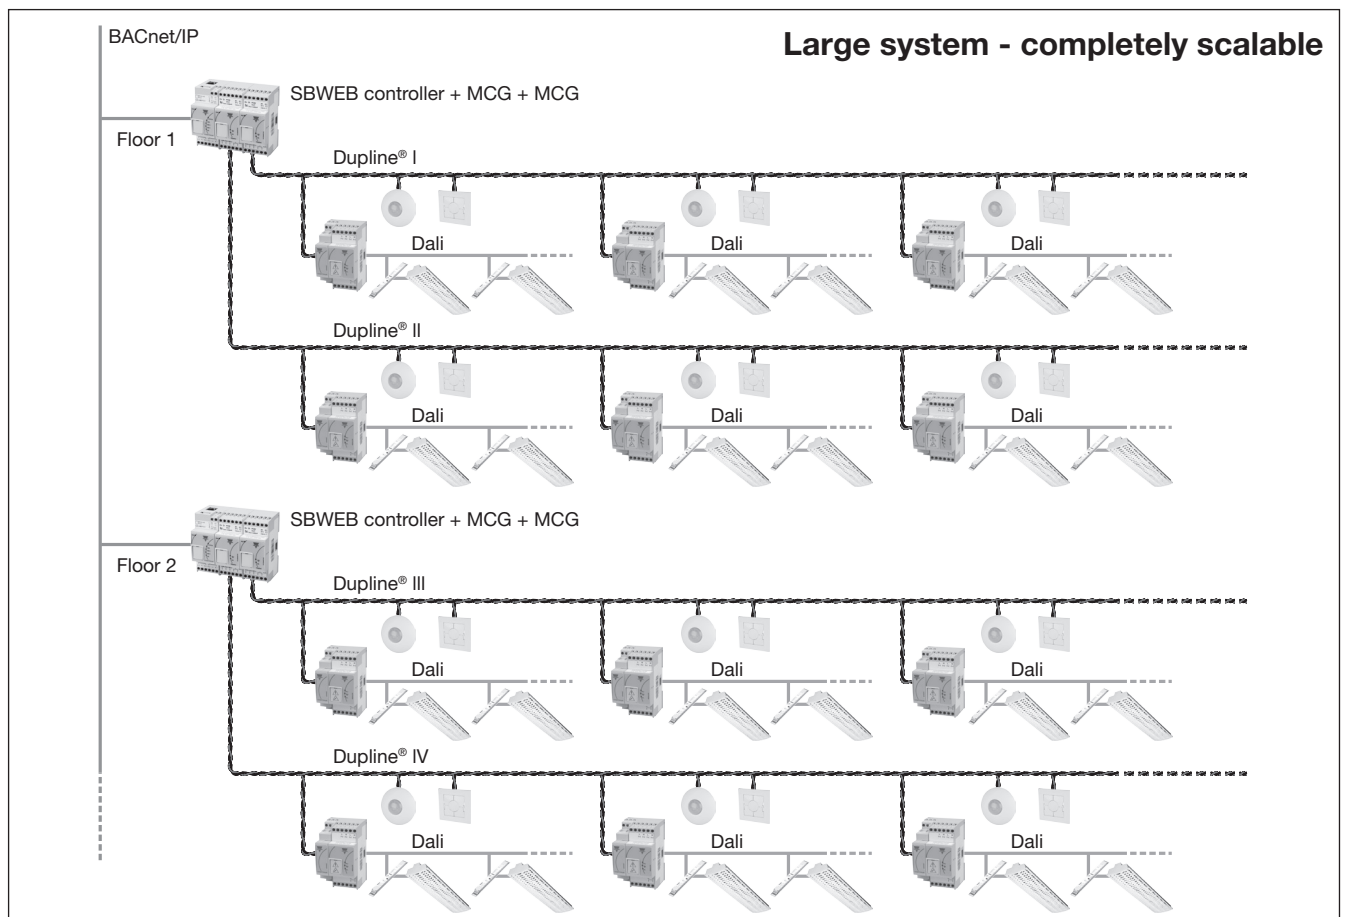 BACnet/IP
Large system - completely scalable
SBWEB controller + MCG + MCG
Floor 1
Dupline® I
Dali Dali Dali
Dupline® II
Dali Dali Dali
SBWEB controller + MCG + MCG
Floor 2
Dupline® III
Dali Dali Dali
Dupline® IV
Dali Dali Dali